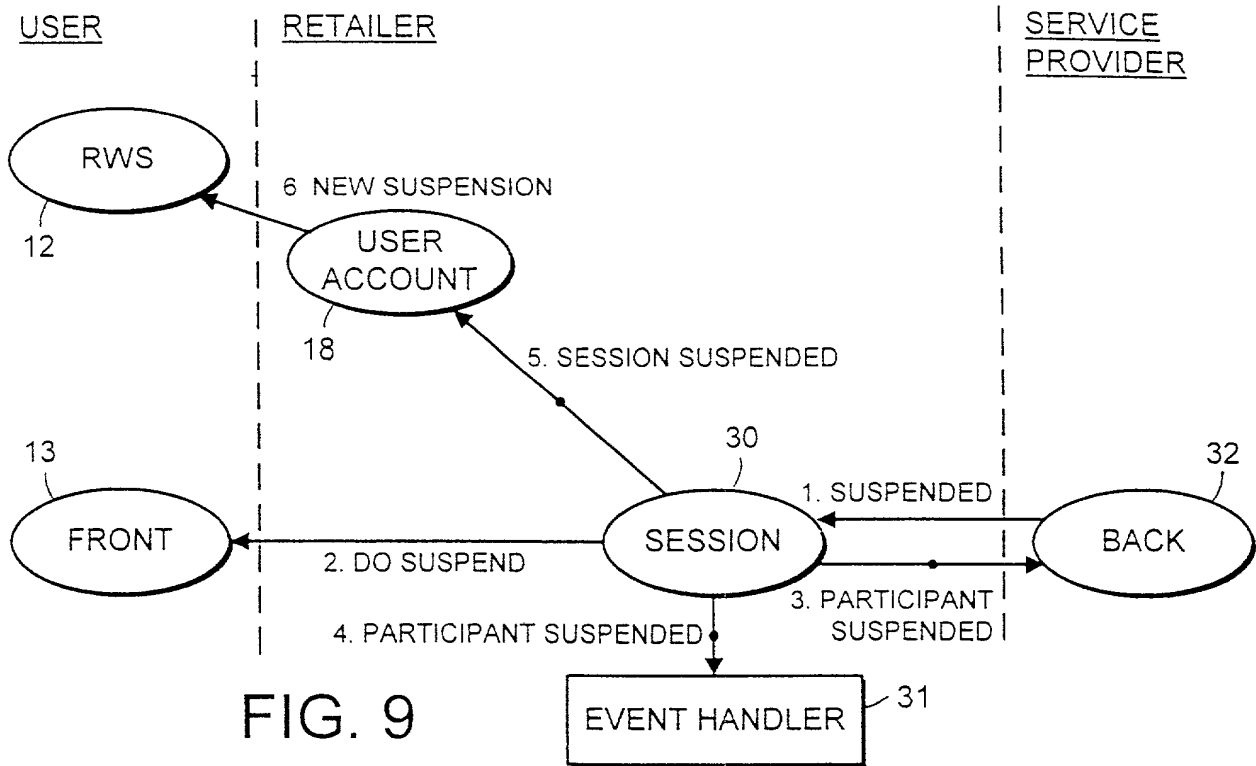 USER
RETAILER
SERVICE
PROVIDER
RWS
12
6 NEW SUSPENSION
USER
ACCOUNT
18
5. SESSION SUSPENDED
13
FRONT
2. DO SUSPEND
30
SESSION
1. SUSPENDED
32
BACK
3. PARTICIPANT
SUSPENDED
4. PARTICIPANT SUSPENDED
EVENT HANDLER
31
FIG. 9